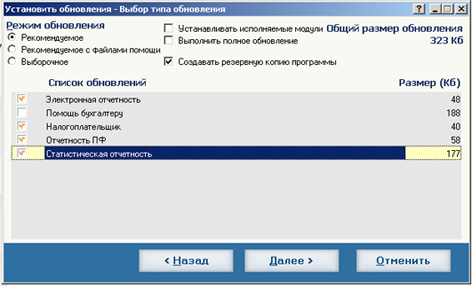 Установить обновления - Выбор типа обновления
Режим обновления
Рекомендуемое
Рекомендуемое с файлами помощи
Выборочное
Устанавливать исполняемые модули
Выполнить полное обновление
Создавать резервную копию программы
Общий размер обновления
323 Кб
Список обновлений Размер (Кб)
Электронная отчетность 48
Помощь бухгалтеру 188
Налогоплательщик 40
Отчетность ПФ 58
Статистическая отчетность 177
< Назад Далее > Отменить